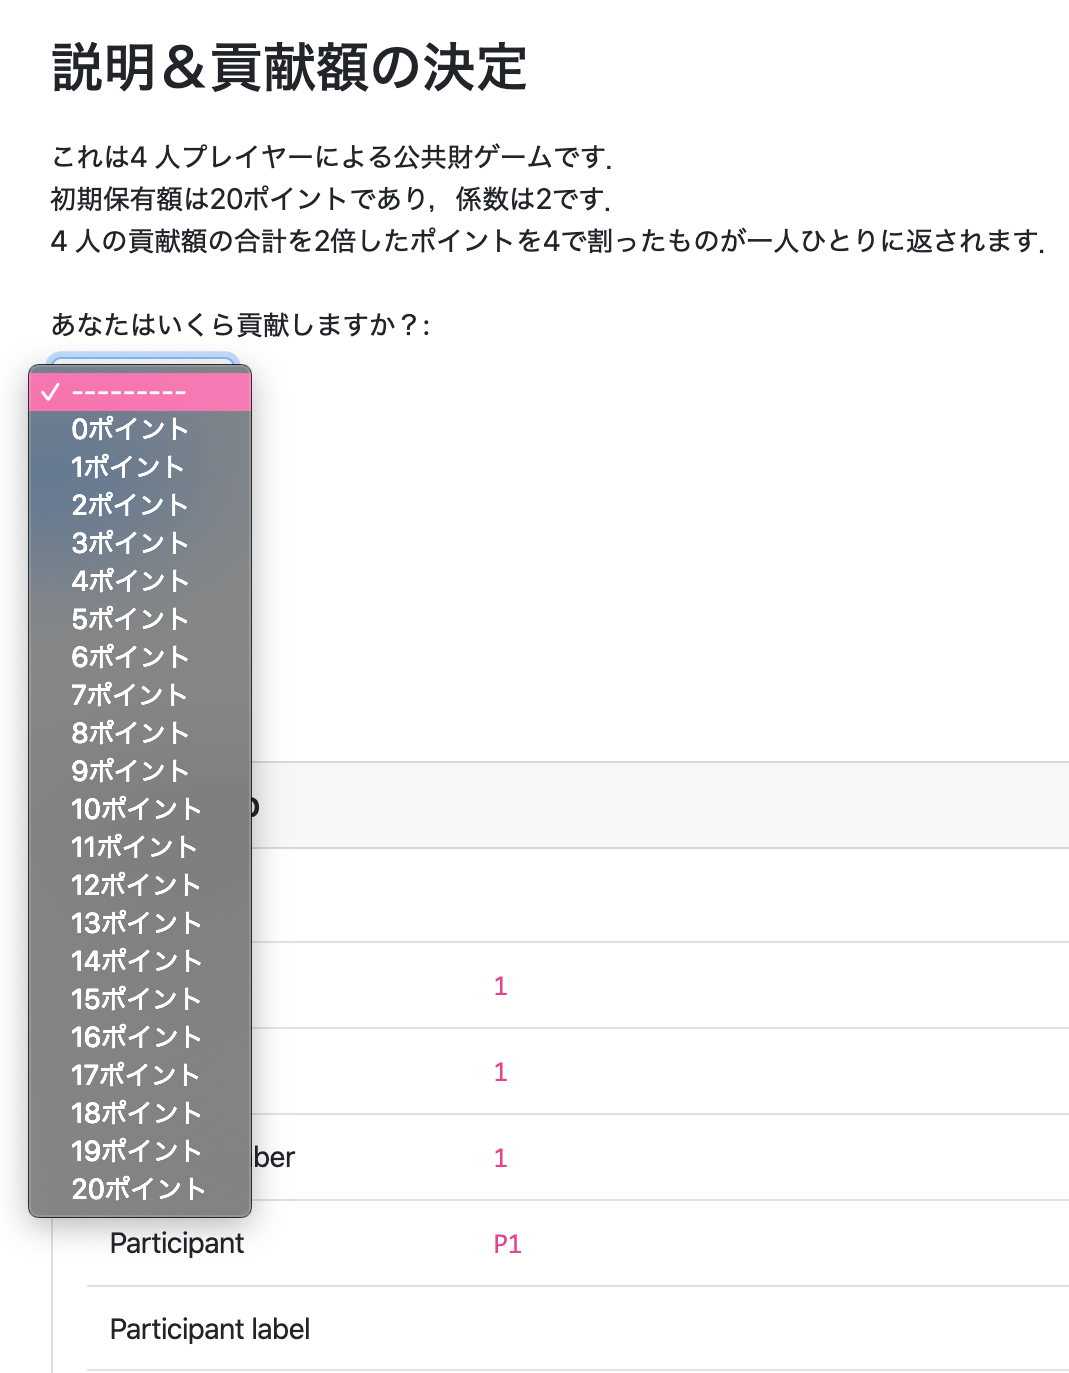 説明＆貢献額の決定
これは4 人プレイヤーによる公共財ゲームです．
初期保有額は20ポイントであり，係数は2です．
4 人の貢献額の合計を2倍したポイントを4で割ったものが一人ひとりに返されます．
あなたはいくら貢献しますか？:
✓ ---------
0ポイント
1ポイント
2ポイント
3ポイント
4ポイント
5ポイント
6ポイント
7ポイント
8ポイント
9ポイント
10ポイント
11ポイント
12ポイント
13ポイント
14ポイント
15ポイント
16ポイント
17ポイント
18ポイント
19ポイント
20ポイント
1
1
ber 1
Participant P1
Participant label